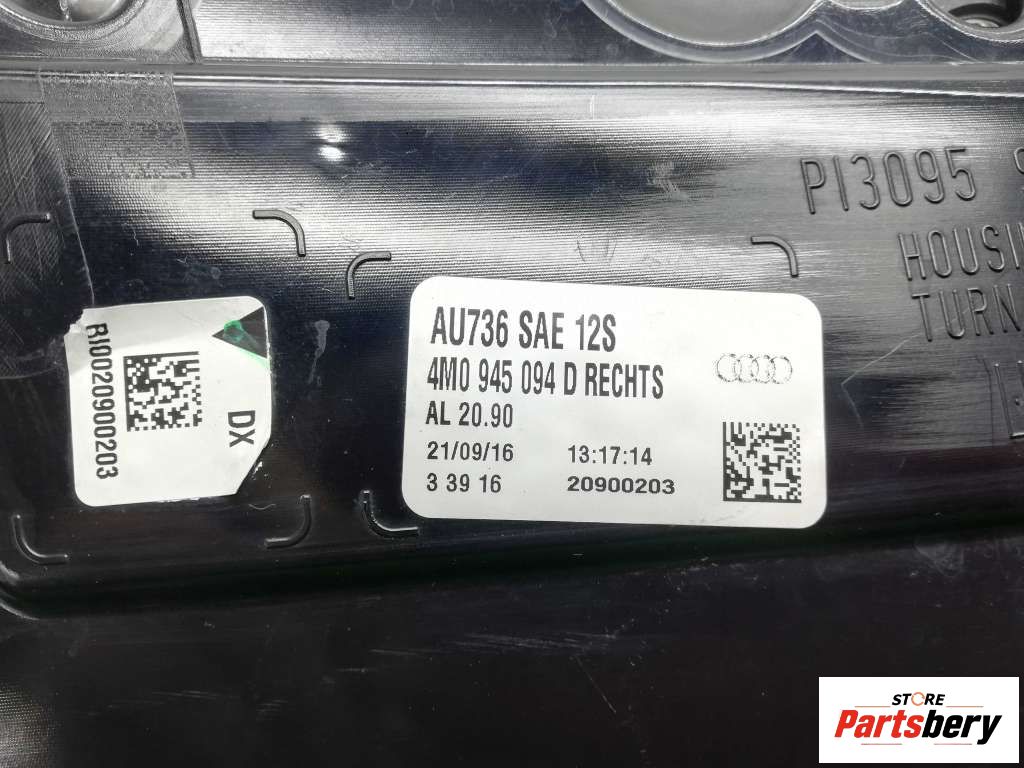 PI3095
HOUSIN
TURN
RI0020900203
DX
AU736 SAE 12S
4M0 945 094 D RECHTS
AL 20.90
21/09/16 13:17:14
3 39 16 20900203
STORE
Partsbery